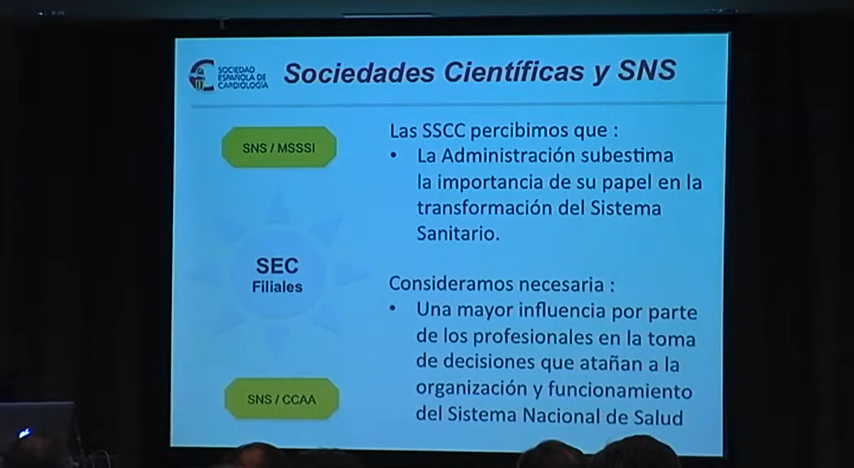 SOCIEDAD
ESPAÑOLA DE
CARDIOLOGÍA
Sociedades Científicas y SNS
SNS / MSSSI
SEC
Filiales
SNS / CCAA
Las SSCC percibimos que :
• La Administración subestima
la importancia de su papel en la
transformación del Sistema
Sanitario.
Consideramos necesaria :
• Una mayor influencia por parte
de los profesionales en la toma
de decisiones que atañan a la
organización y funcionamiento
del Sistema Nacional de Salud